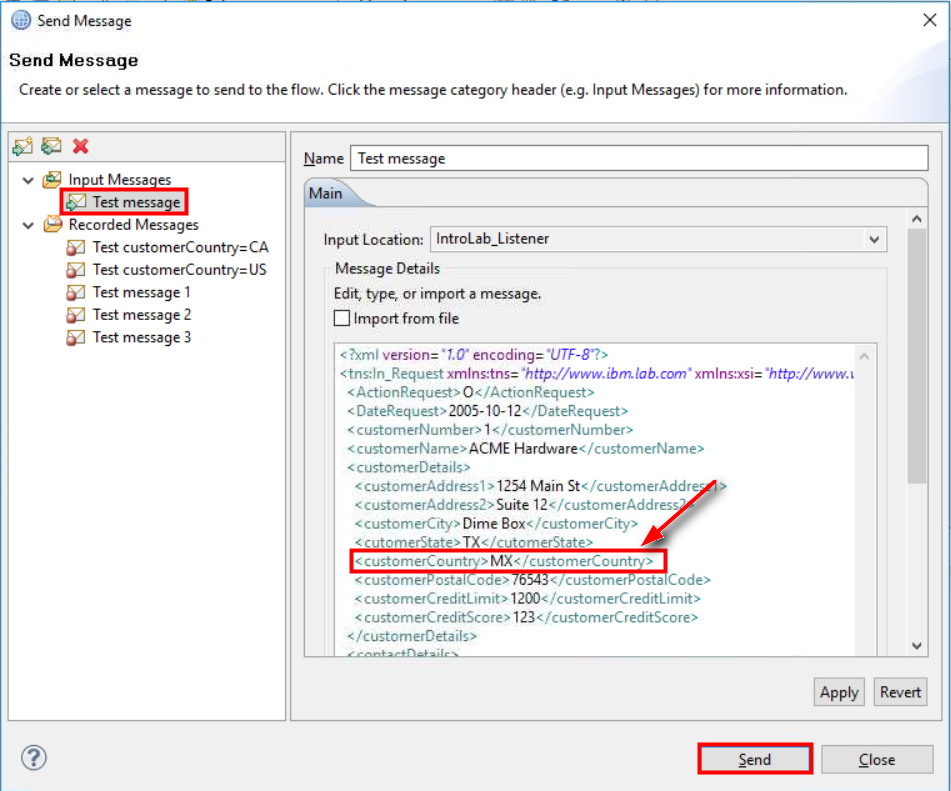 Send Message
Send Message
Create or select a message to send to the flow. Click the message category header (e.g. Input Messages) for more information.
Input Messages
Test message
Recorded Messages
Test customerCountry=CA
Test customerCountry=US
Test message 1
Test message 2
Test message 3
Name Test message
Main
Input Location: IntroLab_Listener
Message Details
Edit, type, or import a message.
Import from file
<?xml version="1.0" encoding="UTF-8"?>
<tns:In_Request xmlns:tns="http://www.ibm.lab.com" xmlns:xsi="http://www.
<ActionRequest>O</ActionRequest>
<DateRequest>2005-10-12</DateRequest>
<customerNumber>1</customerNumber>
<customerName>ACME Hardware</customerName>
<customerDetails>
<customerAddress1>1254 Main St</customerAddress1>
<customerAddress2>Suite 12</customerAddress2>
<customerCity>Dime Box</customerCity>
<cutomerState>TX</cutomerState>
<customerCountry>MX</customerCountry>
<customerPostalCode>76543</customerPostalCode>
<customerCreditLimit>1200</customerCreditLimit>
<customerCreditScore>123</customerCreditScore>
</customerDetails>
<contactDetails>
Apply Revert
Send Close